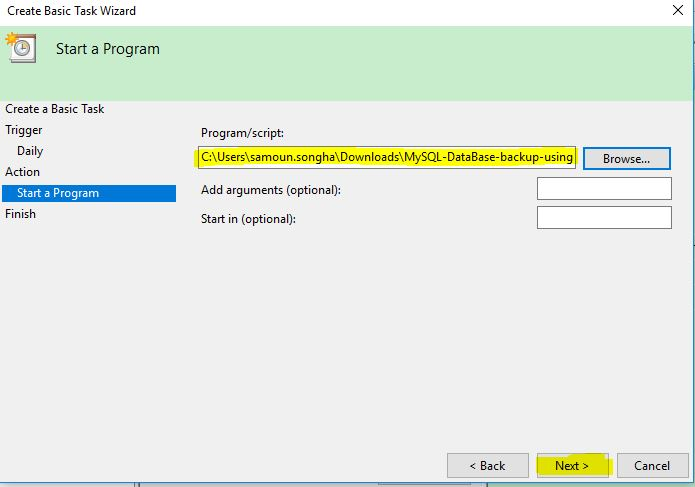 Create Basic Task Wizard
Start a Program
Create a Basic Task
Trigger
Daily
Action
Start a Program
Finish
Program/script:
C:\Users\samoun.songha\Downloads\MySQL-DataBase-backup-using
Browse...
Add arguments (optional):
Start in (optional):
< Back
Next >
Cancel